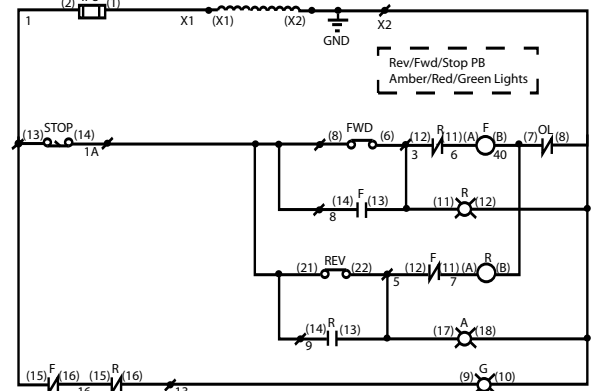 (2) (1)
1 X1 (X1) (X2) X2
GND
Rev/Fwd/Stop PB
Amber/Red/Green Lights
STOP FWD R F OL
(13) (14) (8) (6) (12) (11) (A) (B) (7) (8)
1A 3 6 40
F R
(14) (13) (11) (12)
8
REV F R
(21) (22) (12) (11) (A) (B)
5 7
R A
(14) (13) (17) (18)
9
F R G
(15) (16) (15) (16) (9) (10)